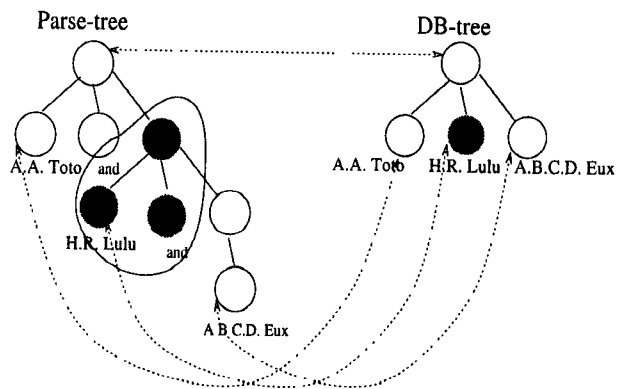 Parse-tree
DB-tree
A.A. Toto
and
A.A. Toto
H.R. Lulu
A.B.C.D. Eux
H.R. Lulu
and
A B C.D. Eux